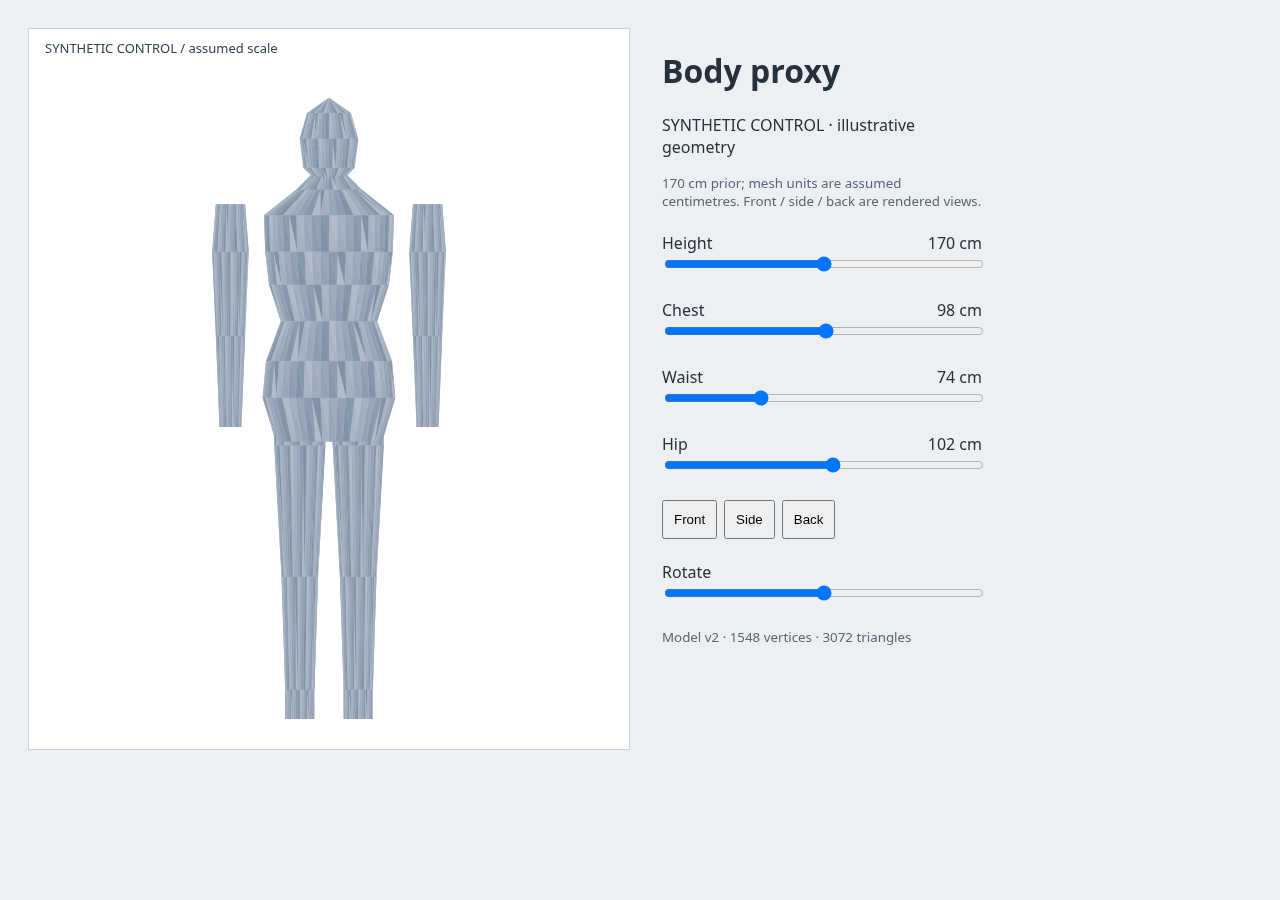 SYNTHETIC CONTROL / assumed scale
Body proxy
SYNTHETIC CONTROL · illustrative
geometry
170 cm prior; mesh units are assumed
centimetres. Front / side / back are rendered views.
Height 170 cm
Chest 98 cm
Waist 74 cm
Hip 102 cm
Front Side Back
Rotate
Model v2 · 1548 vertices · 3072 triangles